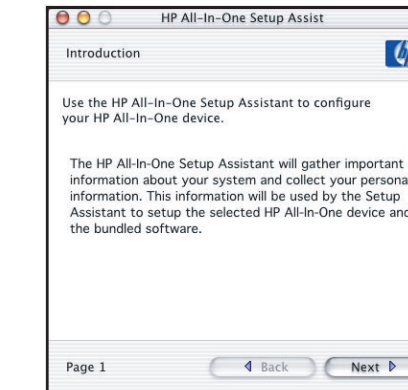 HP All-In-One Setup Assist
Introduction
Use the HP All-In-One Setup Assistant to configure
your HP All-In-One device.
The HP All-In-One Setup Assistant will gather important
information about your system and collect your persona
information. This information will be used by the Setup
Assistant to setup the selected HP All-In-One device and
the bundled software.
Page 1
Back
Next